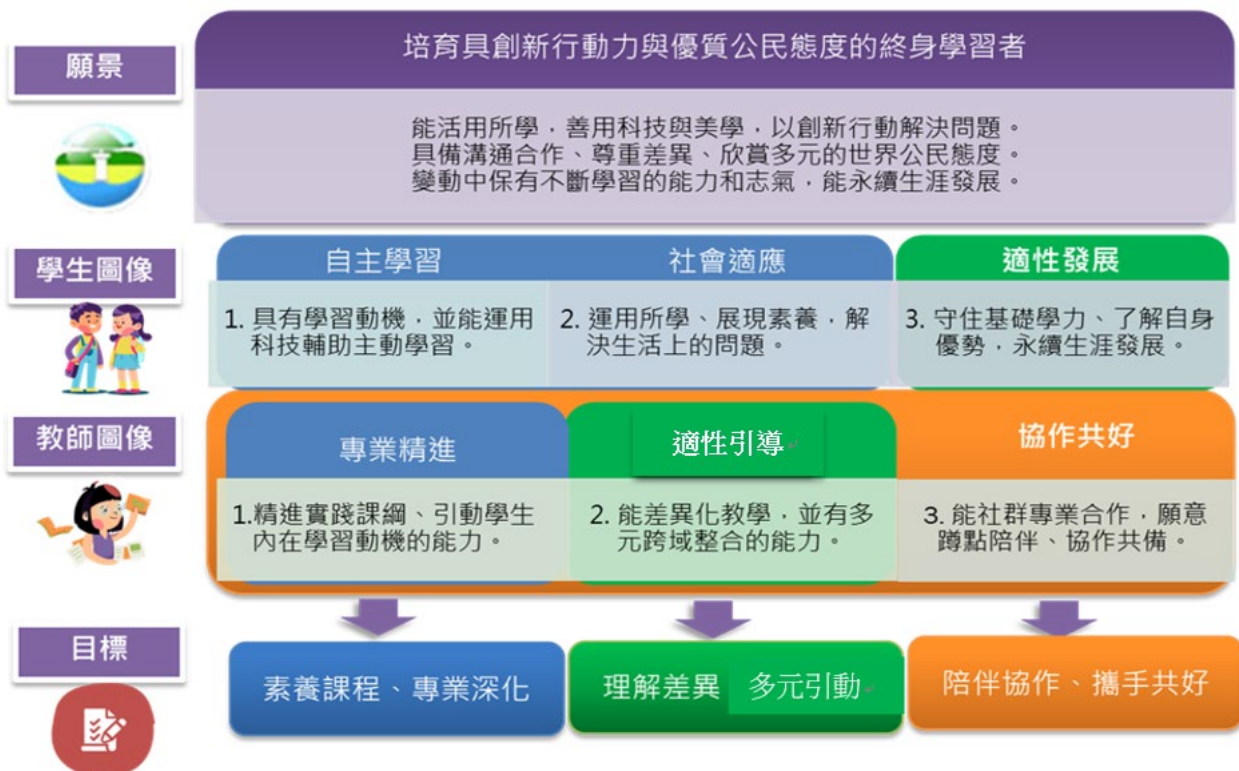 願景
培育具創新行動力與優質公民態度的終身學習者
能活用所學，善用科技與美學，以創新行動解決問題。
具備溝通合作、尊重差異、欣賞多元的世界公民態度。
變動中保有不斷學習的能力和志氣，能永續生涯發展。
學生圖像
自主學習
1. 具有學習動機，並能運用
科技輔助主動學習。
社會適應
2. 運用所學、展現素養，解
決生活上的問題。
適性發展
3. 守住基礎學力、了解自身
優勢，永續生涯發展。
教師圖像
專業精進
1.精進實踐課綱、引動學生
內在學習動機的能力。
適性引導
2. 能差異化教學，並有多
元跨域整合的能力。
協作共好
3. 能社群專業合作，願意
蹲點陪伴、協作共備。
目標
素養課程、專業深化
理解差異 多元引動
陪伴協作、攜手共好